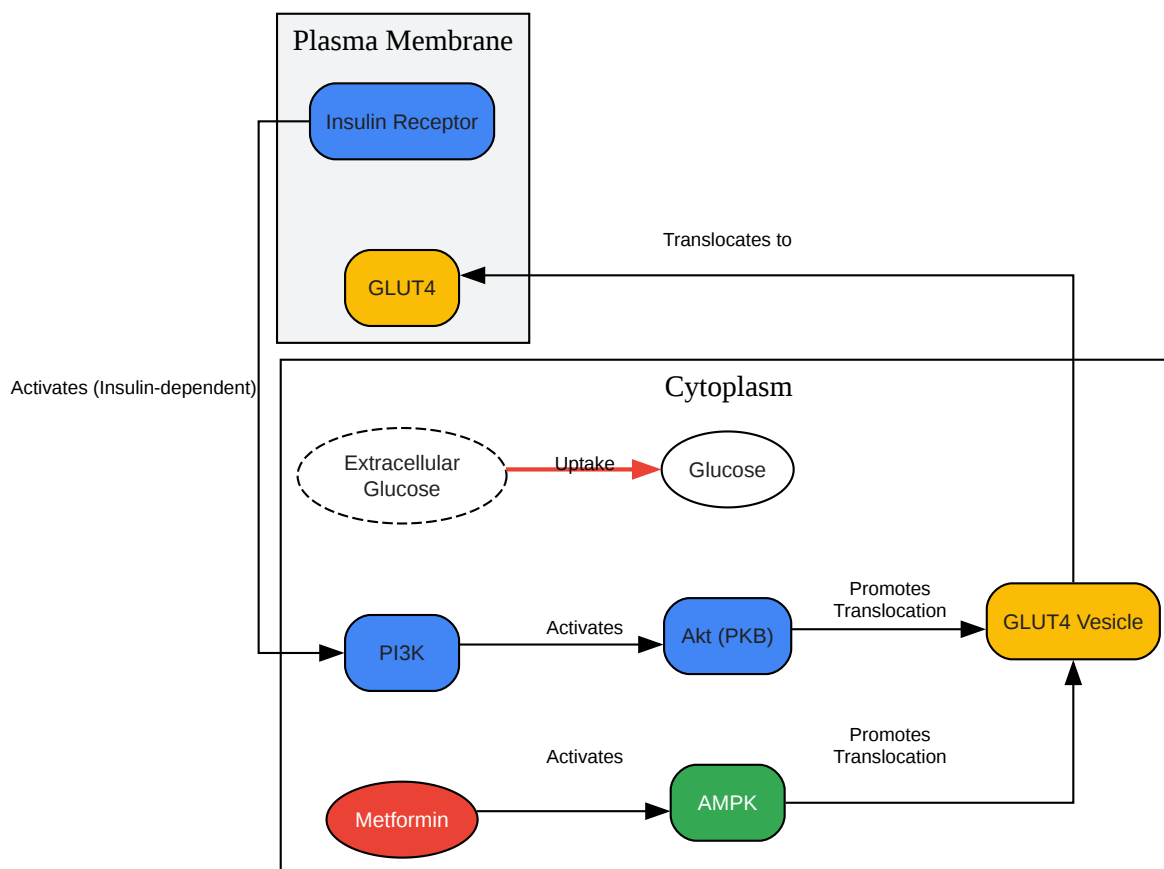 Plasma Membrane
Insulin Receptor
Translocates to
GLUT4
Activates (Insulin-dependent)
Cytoplasm
Extracellular
Glucose
Uptake
Glucose
PI3K
Activates
Akt (PKB)
Promotes
Translocation
GLUT4 Vesicle
Metformin
Activates
AMPK
Promotes
Translocation